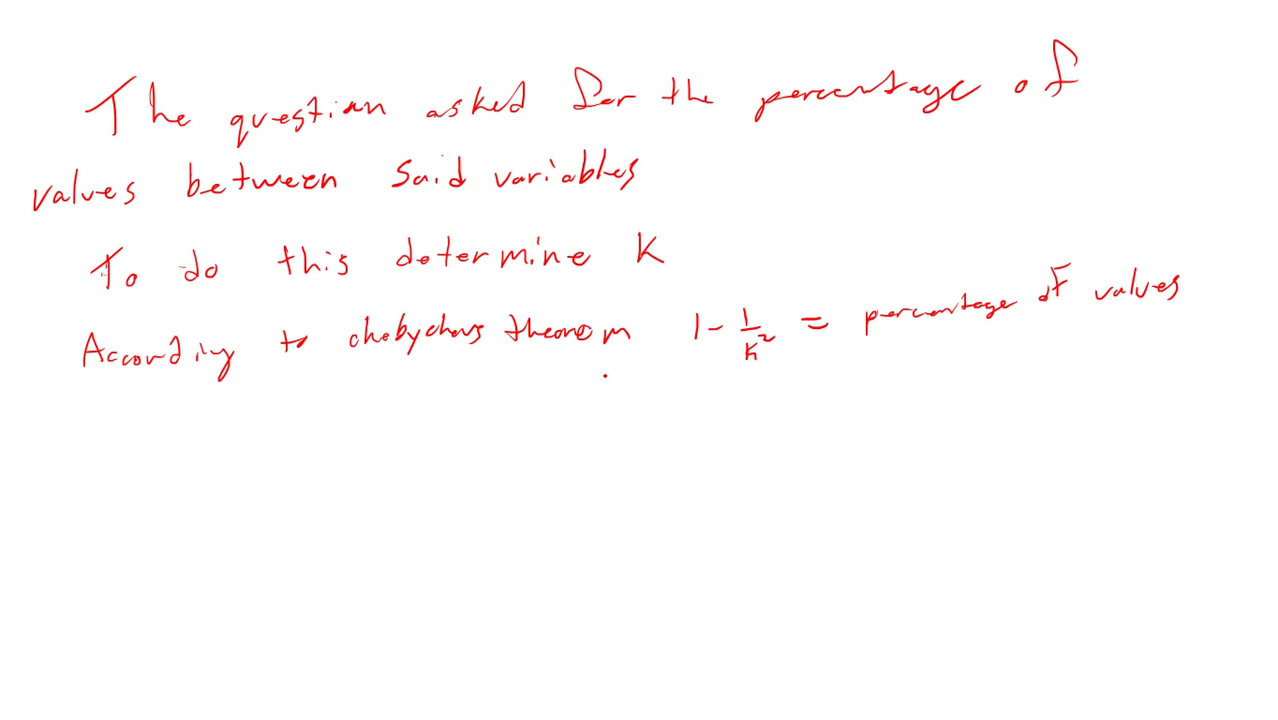 The question asked for the percentage of
values between said variables
To do this determine K
According to chebychevs theorem 1 - 1/K² = percentage of values